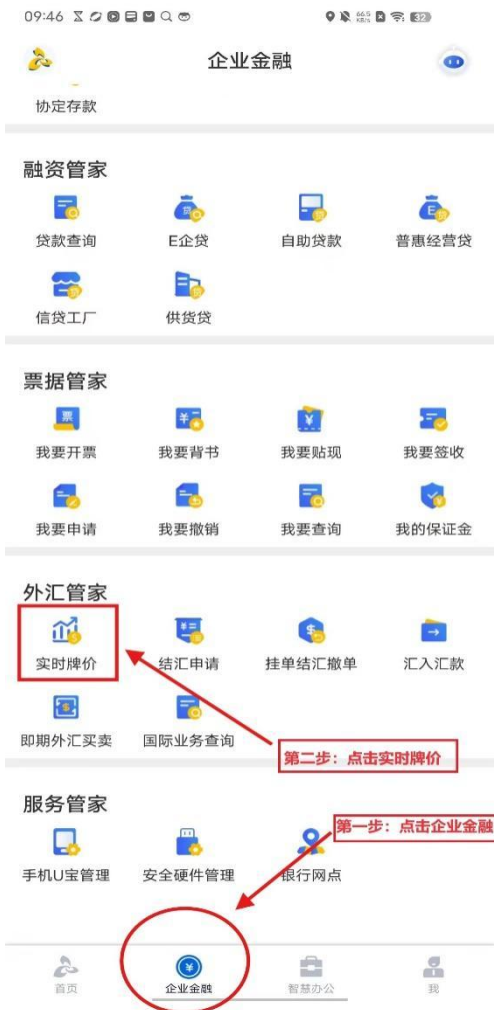 09:46 66.5 KB/s 32
企业金融
协定存款
融资管家
贷款查询 E企贷 自助贷款 普惠经营贷
信贷工厂 供货贷
票据管家
我要开票 我要背书 我要贴现 我要签收
我要申请 我要撤销 我要查询 我的保证金
外汇管家
实时牌价 结汇申请 挂单结汇撤单 汇入汇款
即期外汇买卖 国际业务查询
第二步：点击实时牌价
服务管家
第一步：点击企业金融
手机U宝管理 安全硬件管理 银行网点
首页 企业金融 智慧办公 我